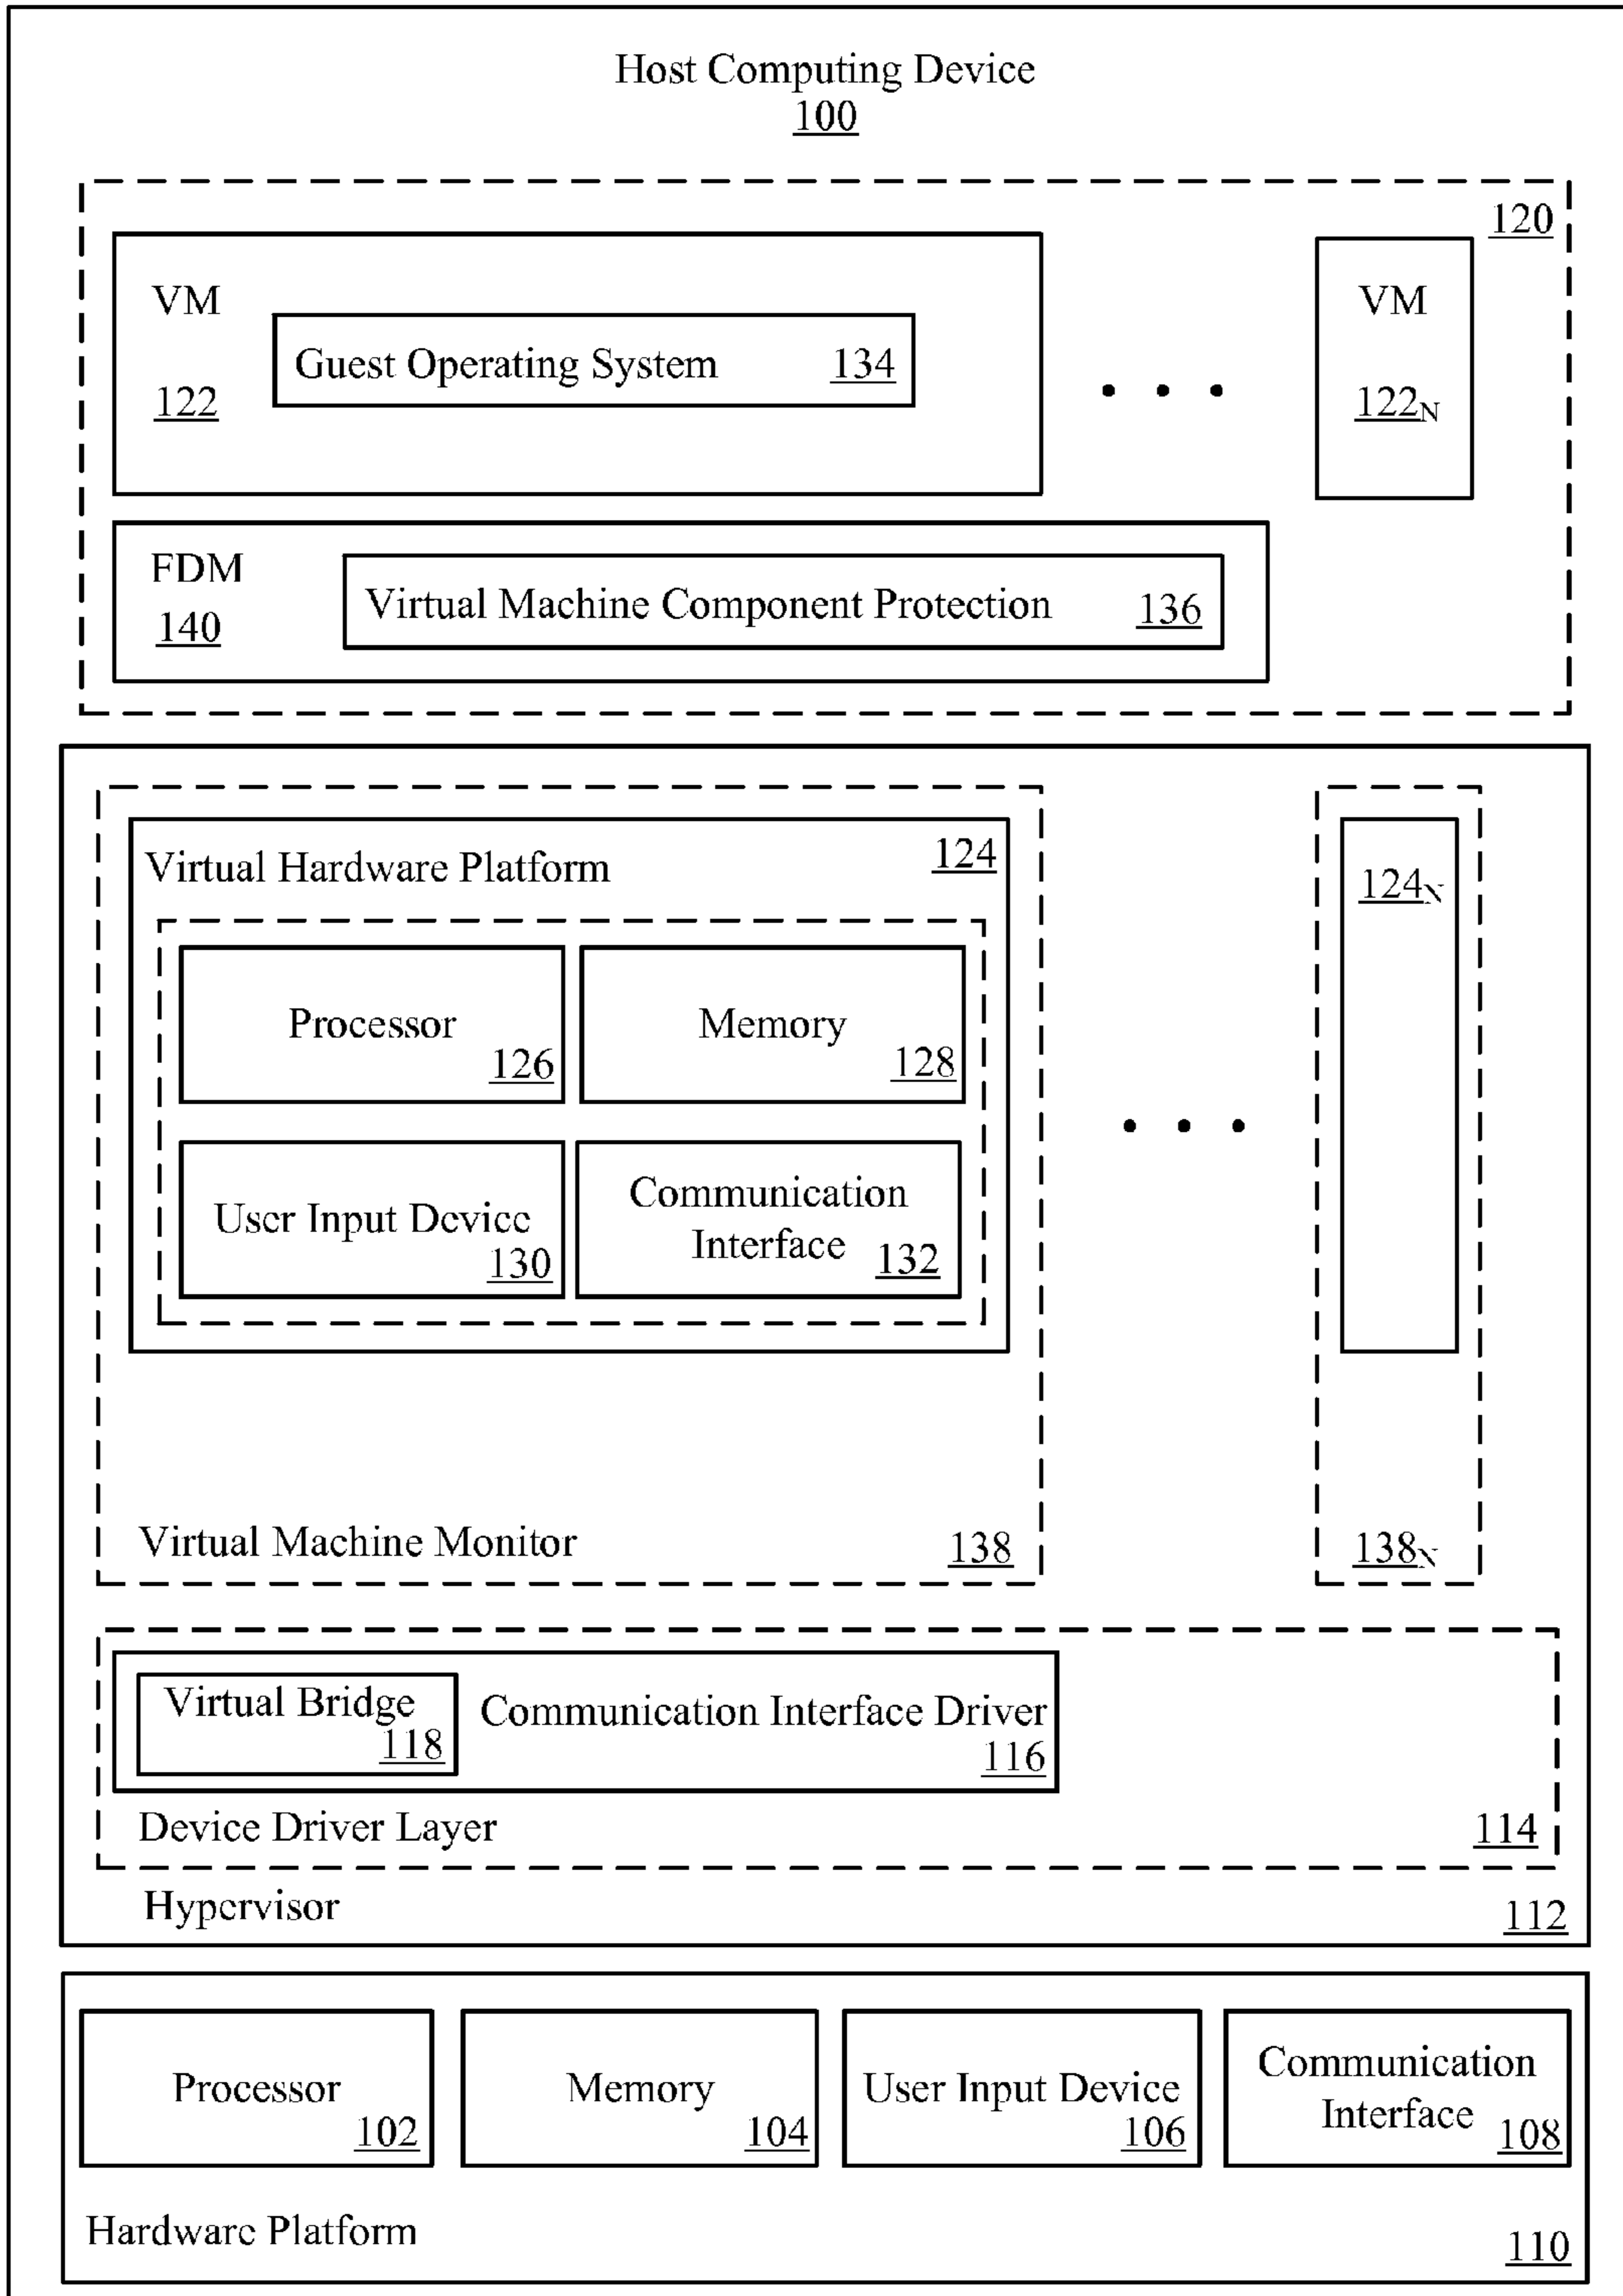 Host Computing Device
100
120
VM
122
Guest Operating System 134
VM
122N
FDM
140
Virtual Machine Component Protection 136
Virtual Hardware Platform 124
Processor
126
Memory
128
User Input Device
130
Communication
Interface 132
124N
Virtual Machine Monitor 138
138N
Virtual Bridge
118
Communication Interface Driver
116
Device Driver Layer 114
Hypervisor 112
Processor
102
Memory
104
User Input Device
106
Communication
Interface 108
Hardware Platform 110